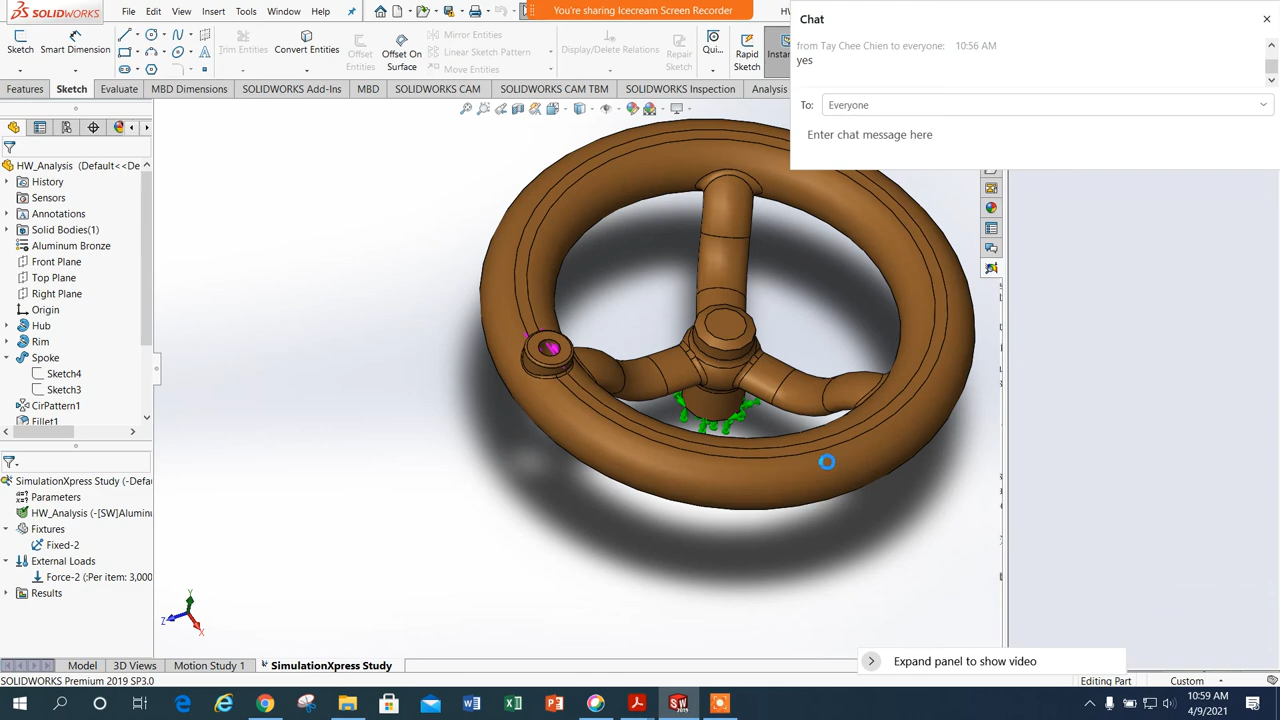 SOLIDWORKS
File
Edit
View
Insert
Tools
Window
Help
You're sharing Icecream Screen Recorder
Sketch
Smart Dimension
Trim Entities
Convert Entities
Offset Entities
Offset On Surface
Mirror Entities
Linear Sketch Pattern
Move Entities
Display/Delete Relations
Repair Sketch
Qui...
Rapid Sketch
Instan
Features
Sketch
Evaluate
MBD Dimensions
SOLIDWORKS Add-Ins
MBD
SOLIDWORKS CAM
SOLIDWORKS CAM TBM
SOLIDWORKS Inspection
Analysis
Chat
from Tay Chee Chien to everyone: 10:56 AM
yes
To: Everyone
Enter chat message here
HW_Analysis (Default<<De
History
Sensors
Annotations
Solid Bodies(1)
Aluminum Bronze
Front Plane
Top Plane
Right Plane
Origin
Hub
Rim
Spoke
Sketch4
Sketch3
CirPattern1
Fillet1
SimulationXpress Study (-Defau
Parameters
HW_Analysis (-[SW]Aluminu
Fixtures
Fixed-2
External Loads
Force-2 (:Per item: 3,000
Results
Y
Z
X
Model
3D Views
Motion Study 1
SimulationXpress Study
Expand panel to show video
SOLIDWORKS Premium 2019 SP3.0
Editing Part
Custom
10:59 AM
4/9/2021